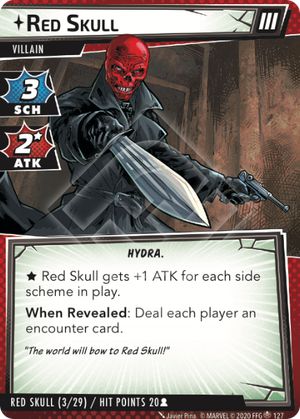 RED SKULL
III
VILLAIN
3
SCH
2★
ATK
HYDRA.
★ Red Skull gets +1 ATK for each side
scheme in play.
When Revealed: Deal each player an
encounter card.
"The world will bow to Red Skull!"
RED SKULL (3/29) / HIT POINTS 20
Javier Pina. © MARVEL © 2020 FFG 127